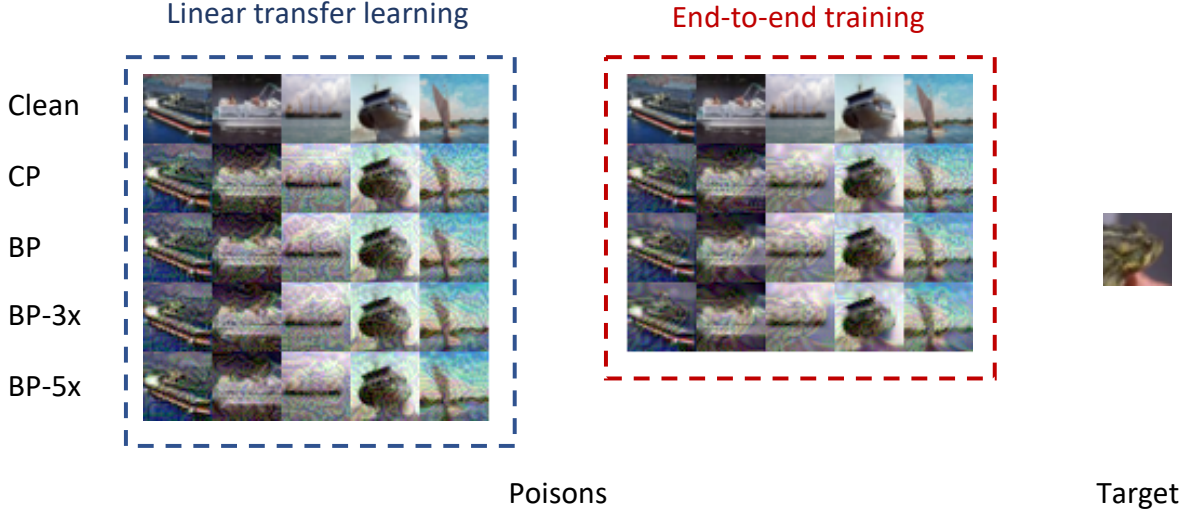 Linear transfer learning
End-to-end training
Clean
CP
BP
BP-3x
BP-5x
Poisons
Target